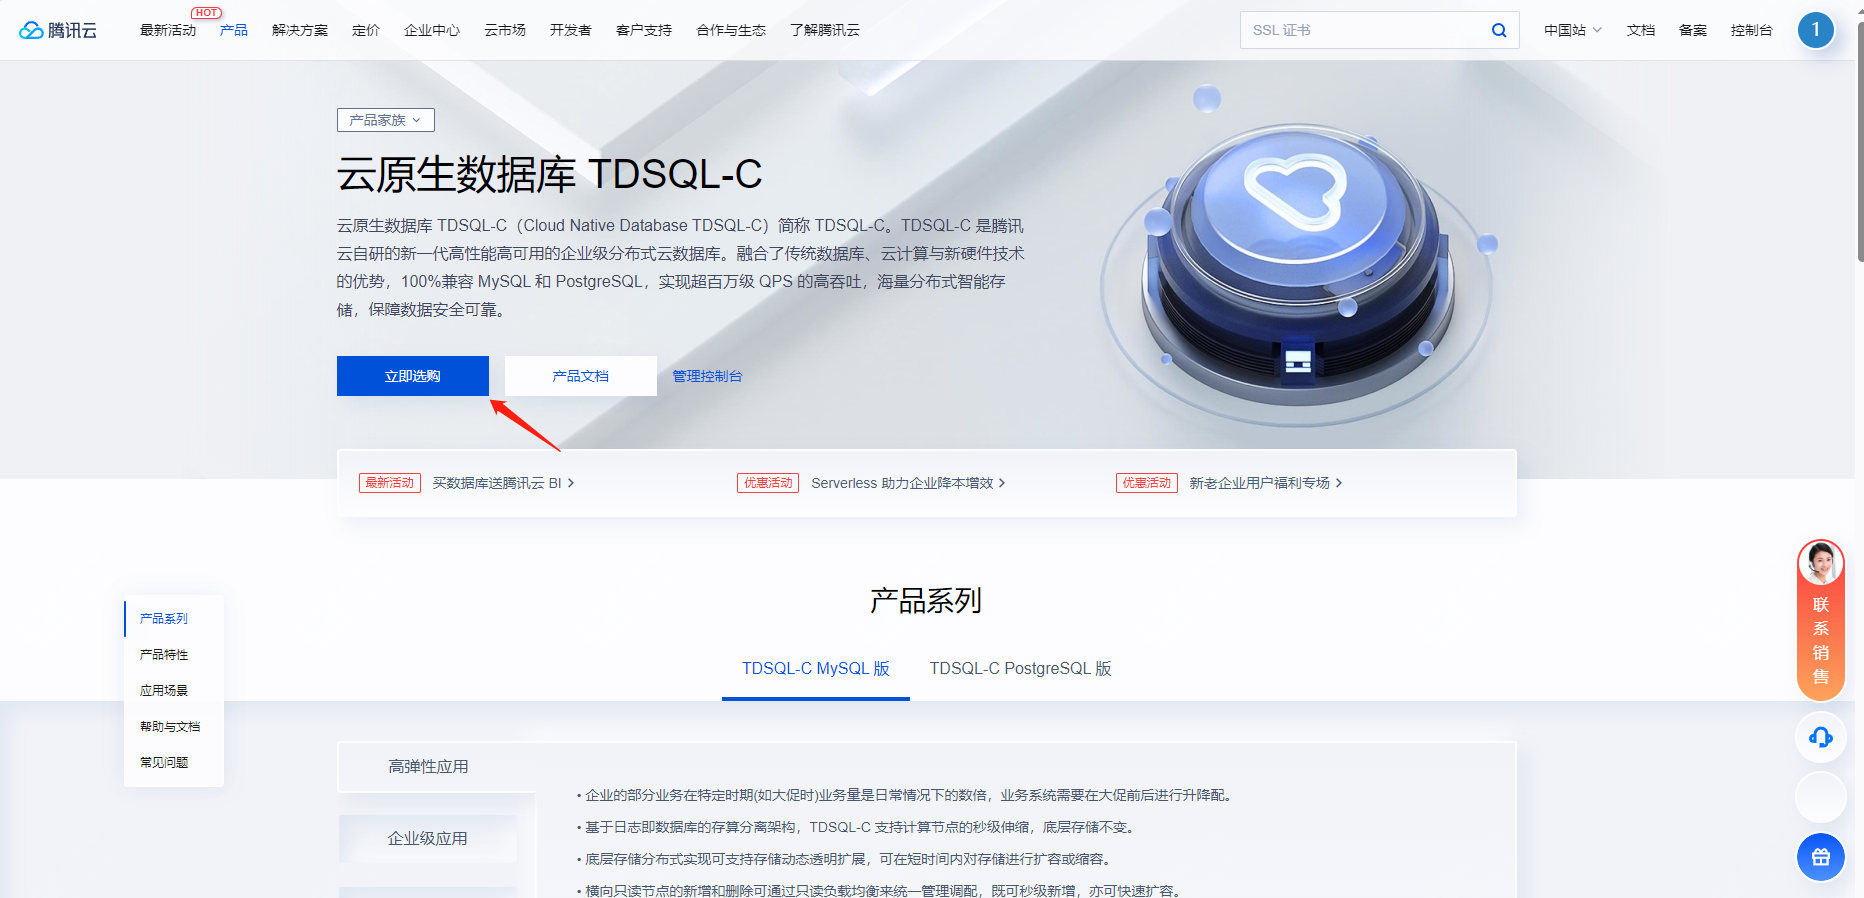 腾讯云
最新活动 HOT 产品 解决方案 定价 企业中心 云市场 开发者 客户支持 合作与生态 了解腾讯云
SSL 证书
中国站 文档 备案 控制台 1
产品家族
云原生数据库 TDSQL-C
云原生数据库 TDSQL-C（Cloud Native Database TDSQL-C）简称 TDSQL-C。TDSQL-C 是腾讯
云自研的新一代高性能高可用的企业级分布式云数据库。融合了传统数据库、云计算与新硬件技术
的优势，100%兼容 MySQL 和 PostgreSQL，实现超百万级 QPS 的高吞吐，海量分布式智能存
储，保障数据安全可靠。
立即选购 产品文档 管理控制台
最新活动 买数据库送腾讯云 BI
优惠活动 Serverless 助力企业降本增效
优惠活动 新老企业用户福利专场
产品系列
产品特性
应用场景
帮助与文档
常见问题
产品系列
TDSQL-C MySQL 版 TDSQL-C PostgreSQL 版
高弹性应用
企业级应用
• 企业的部分业务在特定时期(如大促时)业务量是日常情况下的数倍，业务系统需要在大促前后进行升降配。
• 基于日志即数据库的存算分离架构，TDSQL-C 支持计算节点的秒级伸缩，底层存储不变。
• 底层存储分布式实现可支持存储动态透明扩展，可在短时间内对存储进行扩容或缩容。
• 横向只读节点的新增和删除可通过只读负载均衡来统一管理调配，既可秒级新增，亦可快速扩容。
联
系
销
售